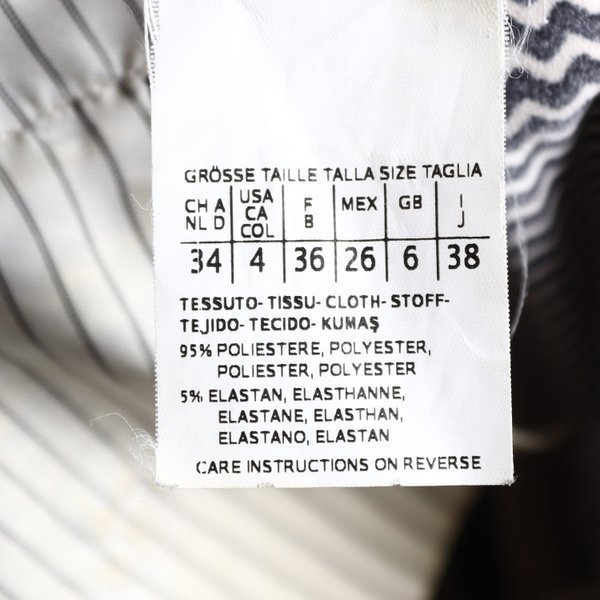 GRÖSSE TAILLE TALLA SIZE TAGLIA
CH A NL D | USA CA COL | F B | MEX | GB | I J
34 | 4 | 36 | 26 | 6 | 38
TESSUTO- TISSU- CLOTH- STOFF-
TEJIDO- TECIDO- KUMAŞ
95% POLIESTERE, POLYESTER,
POLIESTER, POLYESTER
5% ELASTAN, ELASTHANNE,
ELASTANE, ELASTHAN,
ELASTANO, ELASTAN
CARE INSTRUCTIONS ON REVERSE